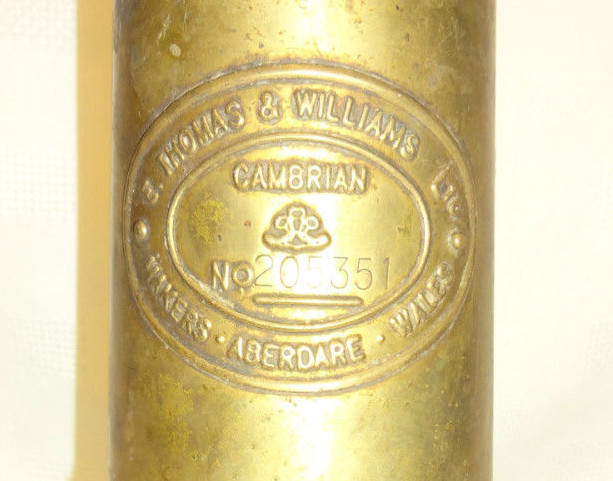 E. THOMAS & WILLIAMS LTD
CAMBRIAN
No 205351
MAKERS · ABERDARE · WALES